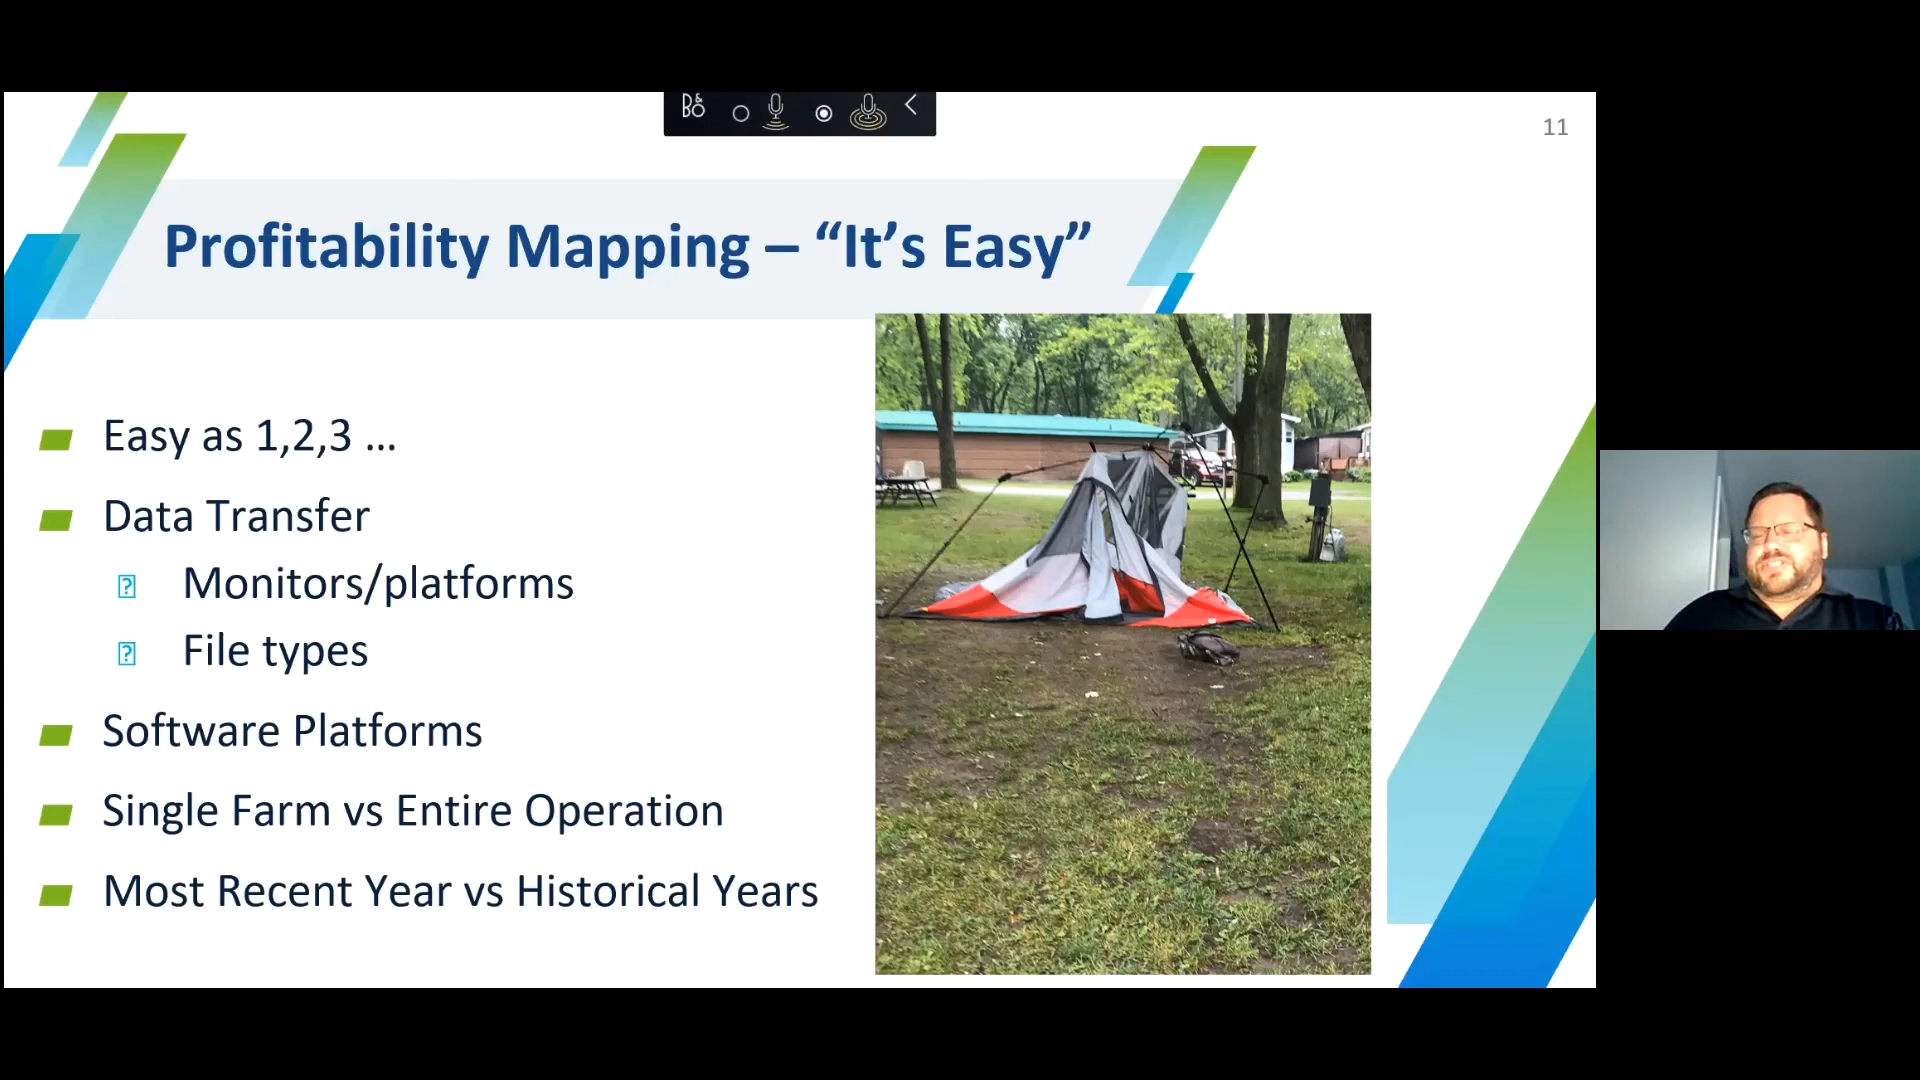 B&O
11
Profitability Mapping – “It’s Easy”
Easy as 1,2,3 ...
Data Transfer
Monitors/platforms
File types
Software Platforms
Single Farm vs Entire Operation
Most Recent Year vs Historical Years